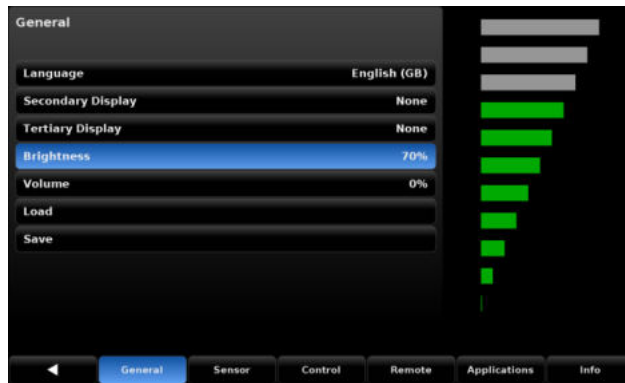 General
Language English (GB)
Secondary Display None
Tertiary Display None
Brightness 70%
Volume 0%
Load
Save
General Sensor Control Remote Applications Info